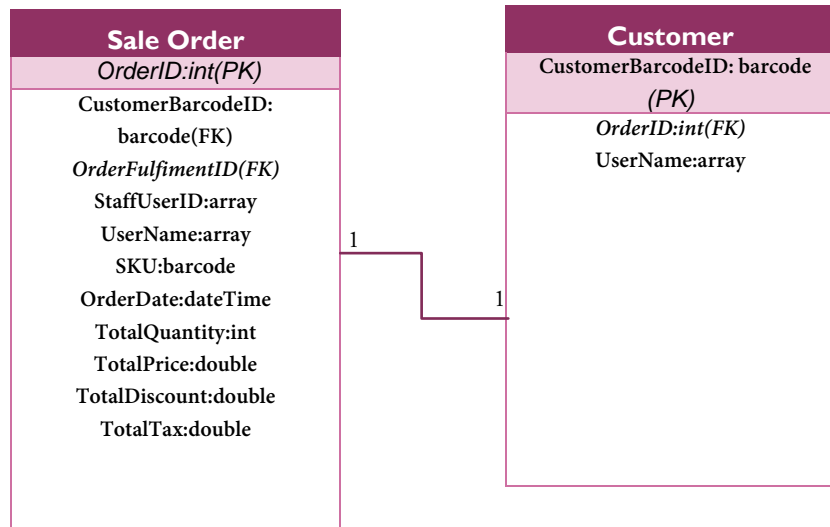 Sale Order
OrderID:int(PK)
CustomerBarcodeID:
barcode(FK)
OrderFulfimentID(FK)
StaffUserID:array
UserName:array
SKU:barcode
OrderDate:dateTime
TotalQuantity:int
TotalPrice:double
TotalDiscount:double
TotalTax:double
1
1
Customer
CustomerBarcodeID: barcode
(PK)
OrderID:int(FK)
UserName:array